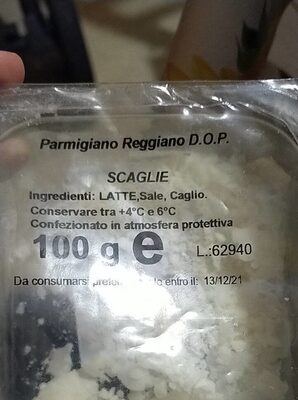 Parmigiano Reggiano D.O.P.
SCAGLIE
Ingredienti: LATTE,Sale, Caglio.
Conservare tra +4°C e 6°C
Confezionato in atmosfera protettiva
100 g e L.:62940
Da consumarsi entro il: 13/12/21